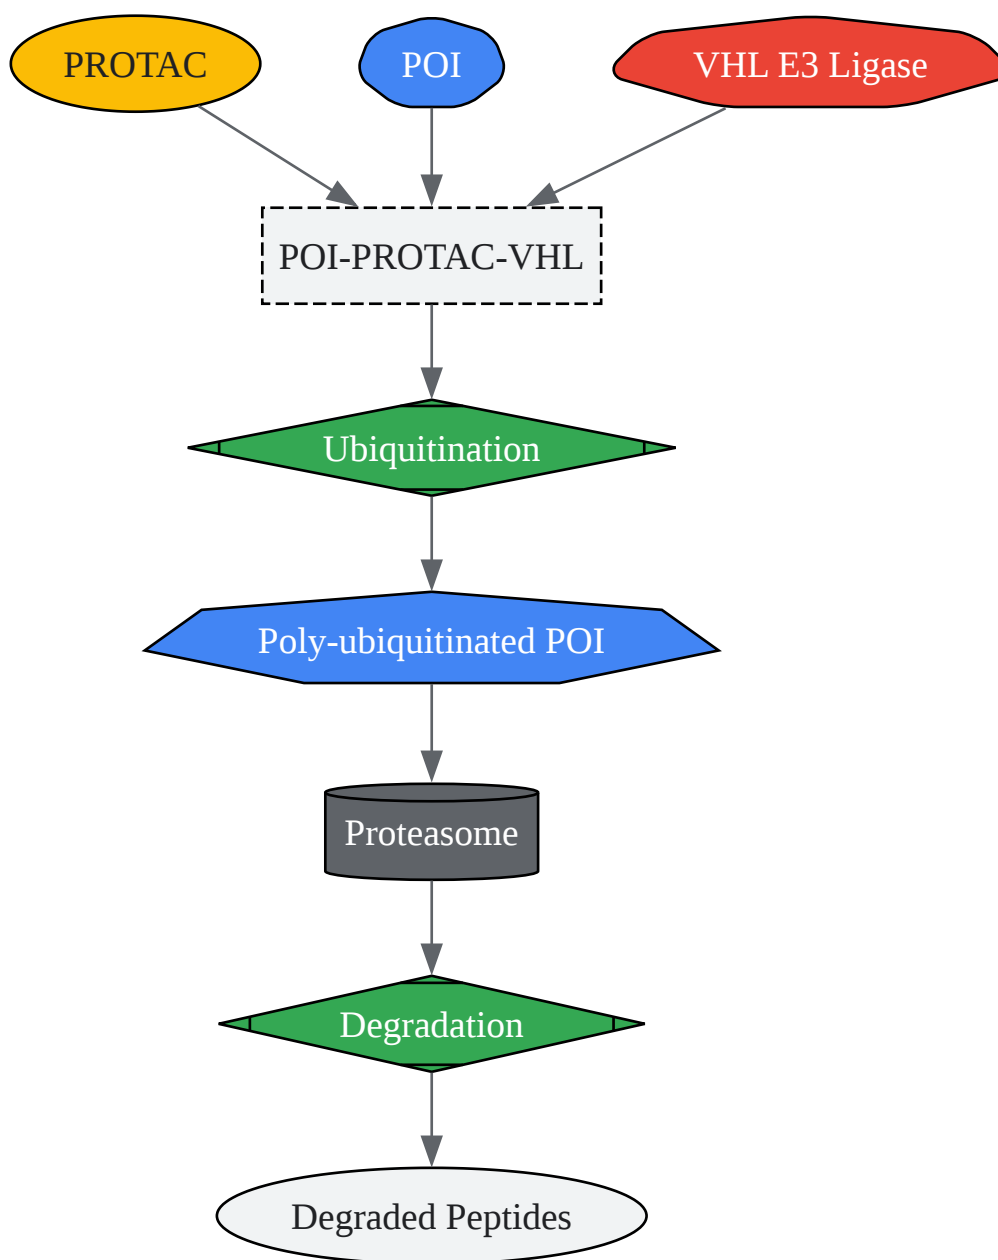 PROTAC
POI
VHL E3 Ligase
POI-PROTAC-VHL
Ubiquitination
Poly-ubiquitinated POI
Proteasome
Degradation
Degraded Peptides